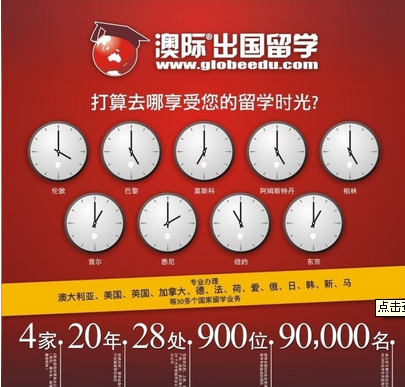 澳际®出国留学
www.globeedu.com
打算去哪享受您的留学时光?
伦敦 巴黎 莫斯科 阿姆斯特丹 柏林
首尔 悉尼 纽约 东京
专业办理
澳大利亚、美国、英国、加拿大、德、法、荷、爱、俄、日、韩、新、马
等30多个国家留学业务
点击
4家·20年·28处·900位·90,000名